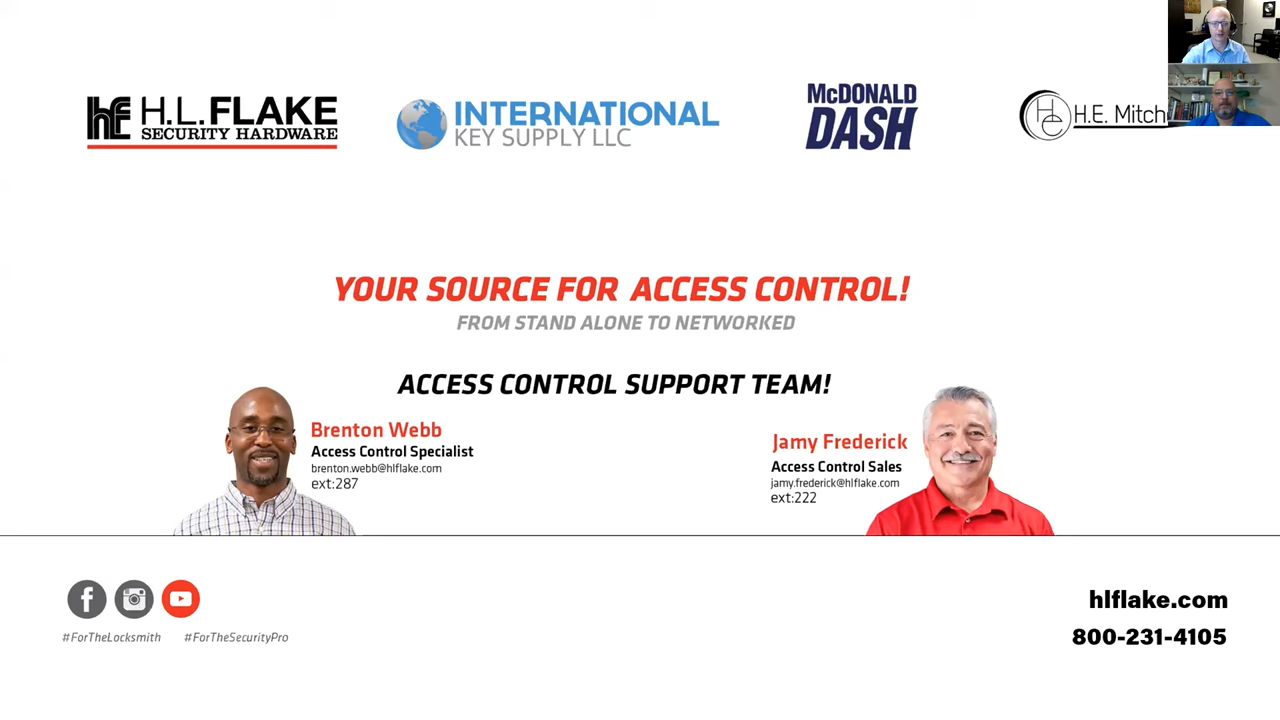 H.L.FLAKE
SECURITY HARDWARE
INTERNATIONAL
KEY SUPPLY LLC
McDONALD
DASH
H.E. Mitch
YOUR SOURCE FOR ACCESS CONTROL!
FROM STAND ALONE TO NETWORKED
ACCESS CONTROL SUPPORT TEAM!
Brenton Webb
Access Control Specialist
brenton.webb@hlflake.com
ext:287
Jamy Frederick
Access Control Sales
jamy.frederick@hlflake.com
ext:222
#ForTheLocksmith #ForTheSecurityPro
hlflake.com
800-231-4105